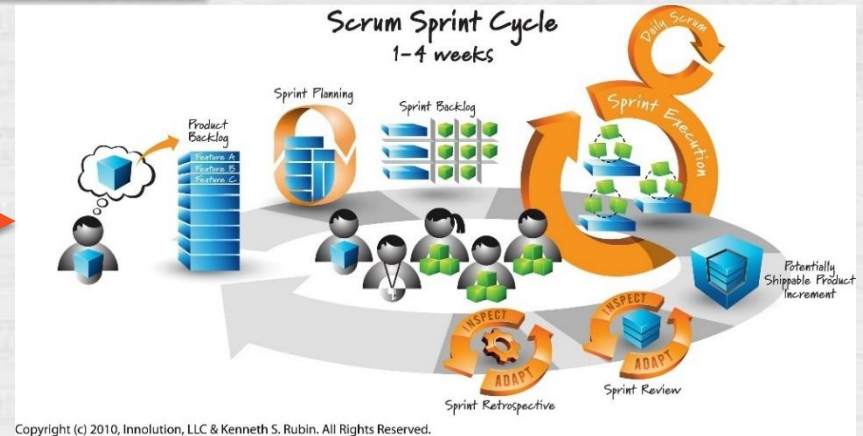 Scrum Sprint Cycle
1-4 weeks
Daily Scrum
Sprint Planning
Sprint Backlog
Sprint Execution
Product
Backlog
Feature A
Feature B
Feature C
Potentially
Shippable Product
Increment
INSPECT
ADAPT
INSPECT
ADAPT
Sprint Review
Sprint Retrospective
Copyright (c) 2010, Innolution, LLC & Kenneth S. Rubin. All Rights Reserved.